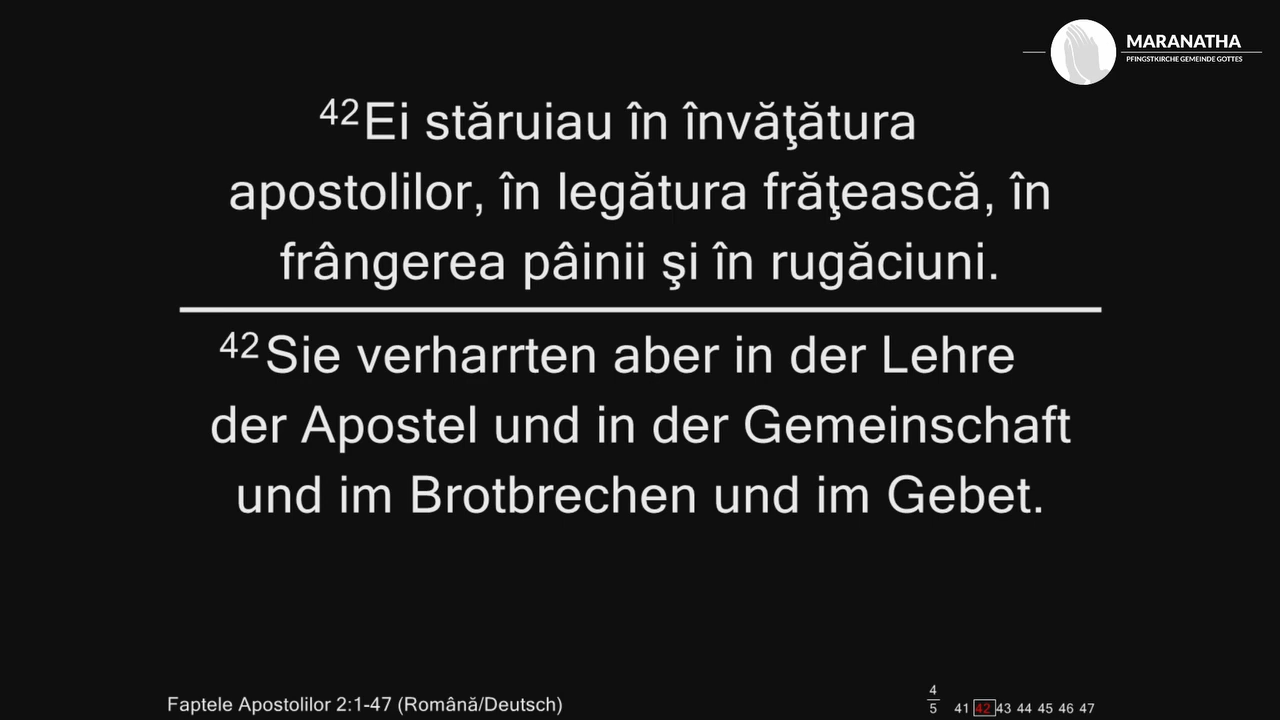 MARANATHA
PFINGSTKIRCHE GEMEINDE GOTTES
42Ei stăruiau în învăţătura
apostolilor, în legătura frăţească, în
frângerea pâinii şi în rugăciuni.
42Sie verharrten aber in der Lehre
der Apostel und in der Gemeinschaft
und im Brotbrechen und im Gebet.
Faptele Apostolilor 2:1-47 (Română/Deutsch)
4
5
41 42 43 44 45 46 47